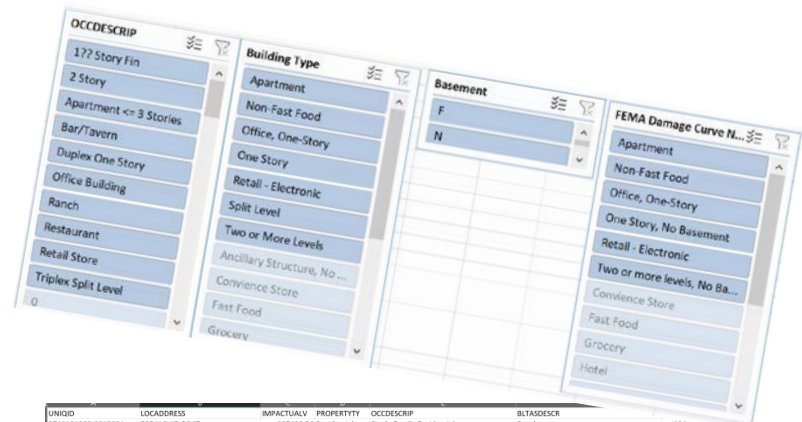 OCCDESCRIP
1?? Story Fin
2 Story
Apartment <= 3 Stories
Bar/Tavern
Duplex One Story
Office Building
Ranch
Restaurant
Retail Store
Triplex Split Level
0
Building Type
Apartment
Non-Fast Food
Office, One-Story
One Story
Retail - Electronic
Split Level
Two or More Levels
Ancillary Structure, No ...
Convience Store
Fast Food
Grocery
Basement
F
N
FEMA Damage Curve N...
Apartment
Non-Fast Food
Office, One-Story
One Story, No Basement
Retail - Electronic
Two or more levels, No Ba...
Convience Store
Fast Food
Grocery
Hotel
UNIQID LOCADDRESS IMPACTUALV PROPERTYTY OCCDESCRIP BLTASDESCR